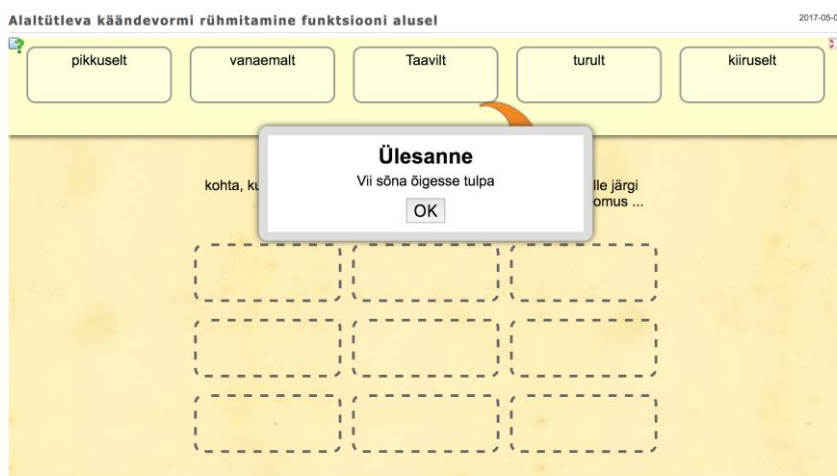 Alaltütleva käändevormi rühmitamine funktsiooni alusel
2017-05-0
pikkuselt
vanaemalt
Taavilt
turult
kiiruselt
Ülesanne
Vii sõna õigesse tulpa
OK
kohta, ku
lle järgi
omus ...